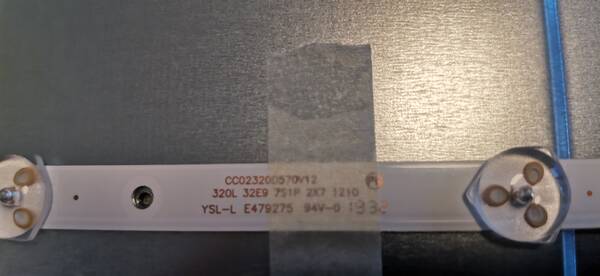 CC02320D570V12
320L 32E9 7S1P 2X7 1210
YSL-L E479275 94V-0 1932